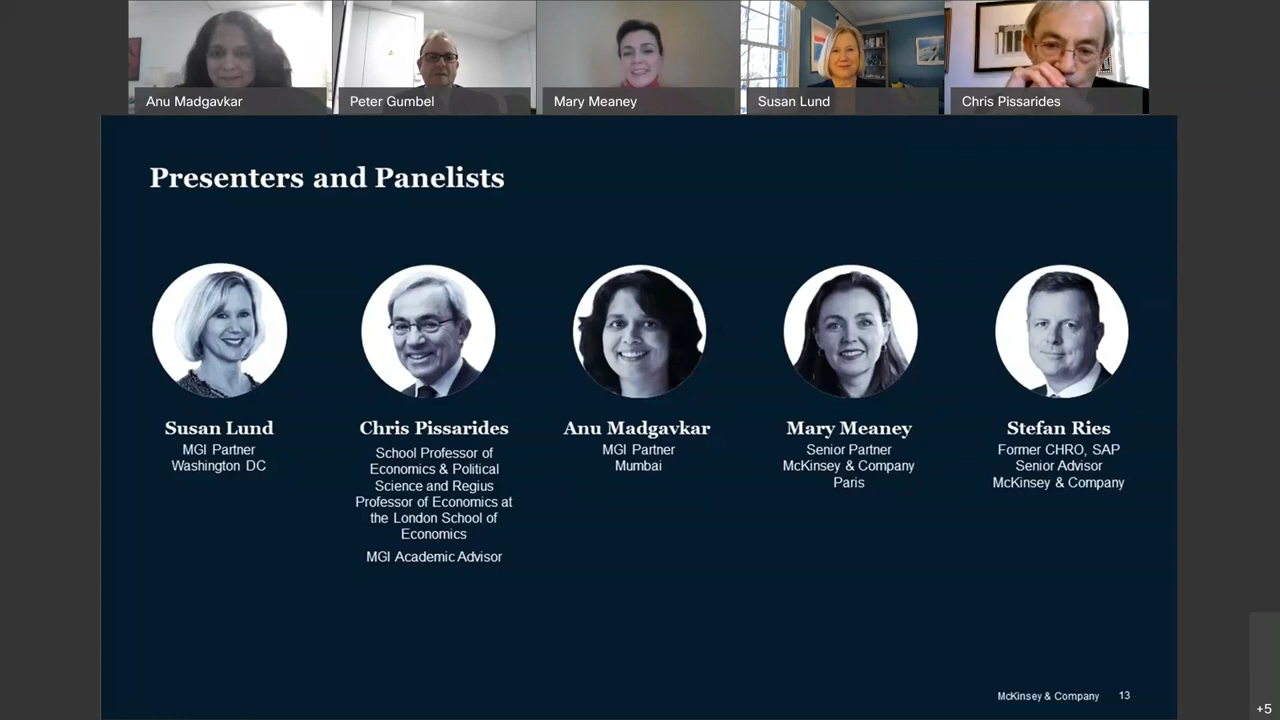 Anu Madgavkar
Peter Gumbel
Mary Meaney
Susan Lund
Chris Pissarides
Presenters and Panelists
Susan Lund
MGI Partner
Washington DC
Chris Pissarides
School Professor of
Economics & Political
Science and Regius
Professor of Economics at
the London School of
Economics
MGI Academic Advisor
Anu Madgavkar
MGI Partner
Mumbai
Mary Meaney
Senior Partner
McKinsey & Company
Paris
Stefan Ries
Former CHRO, SAP
Senior Advisor
McKinsey & Company
McKinsey & Company 13
+5